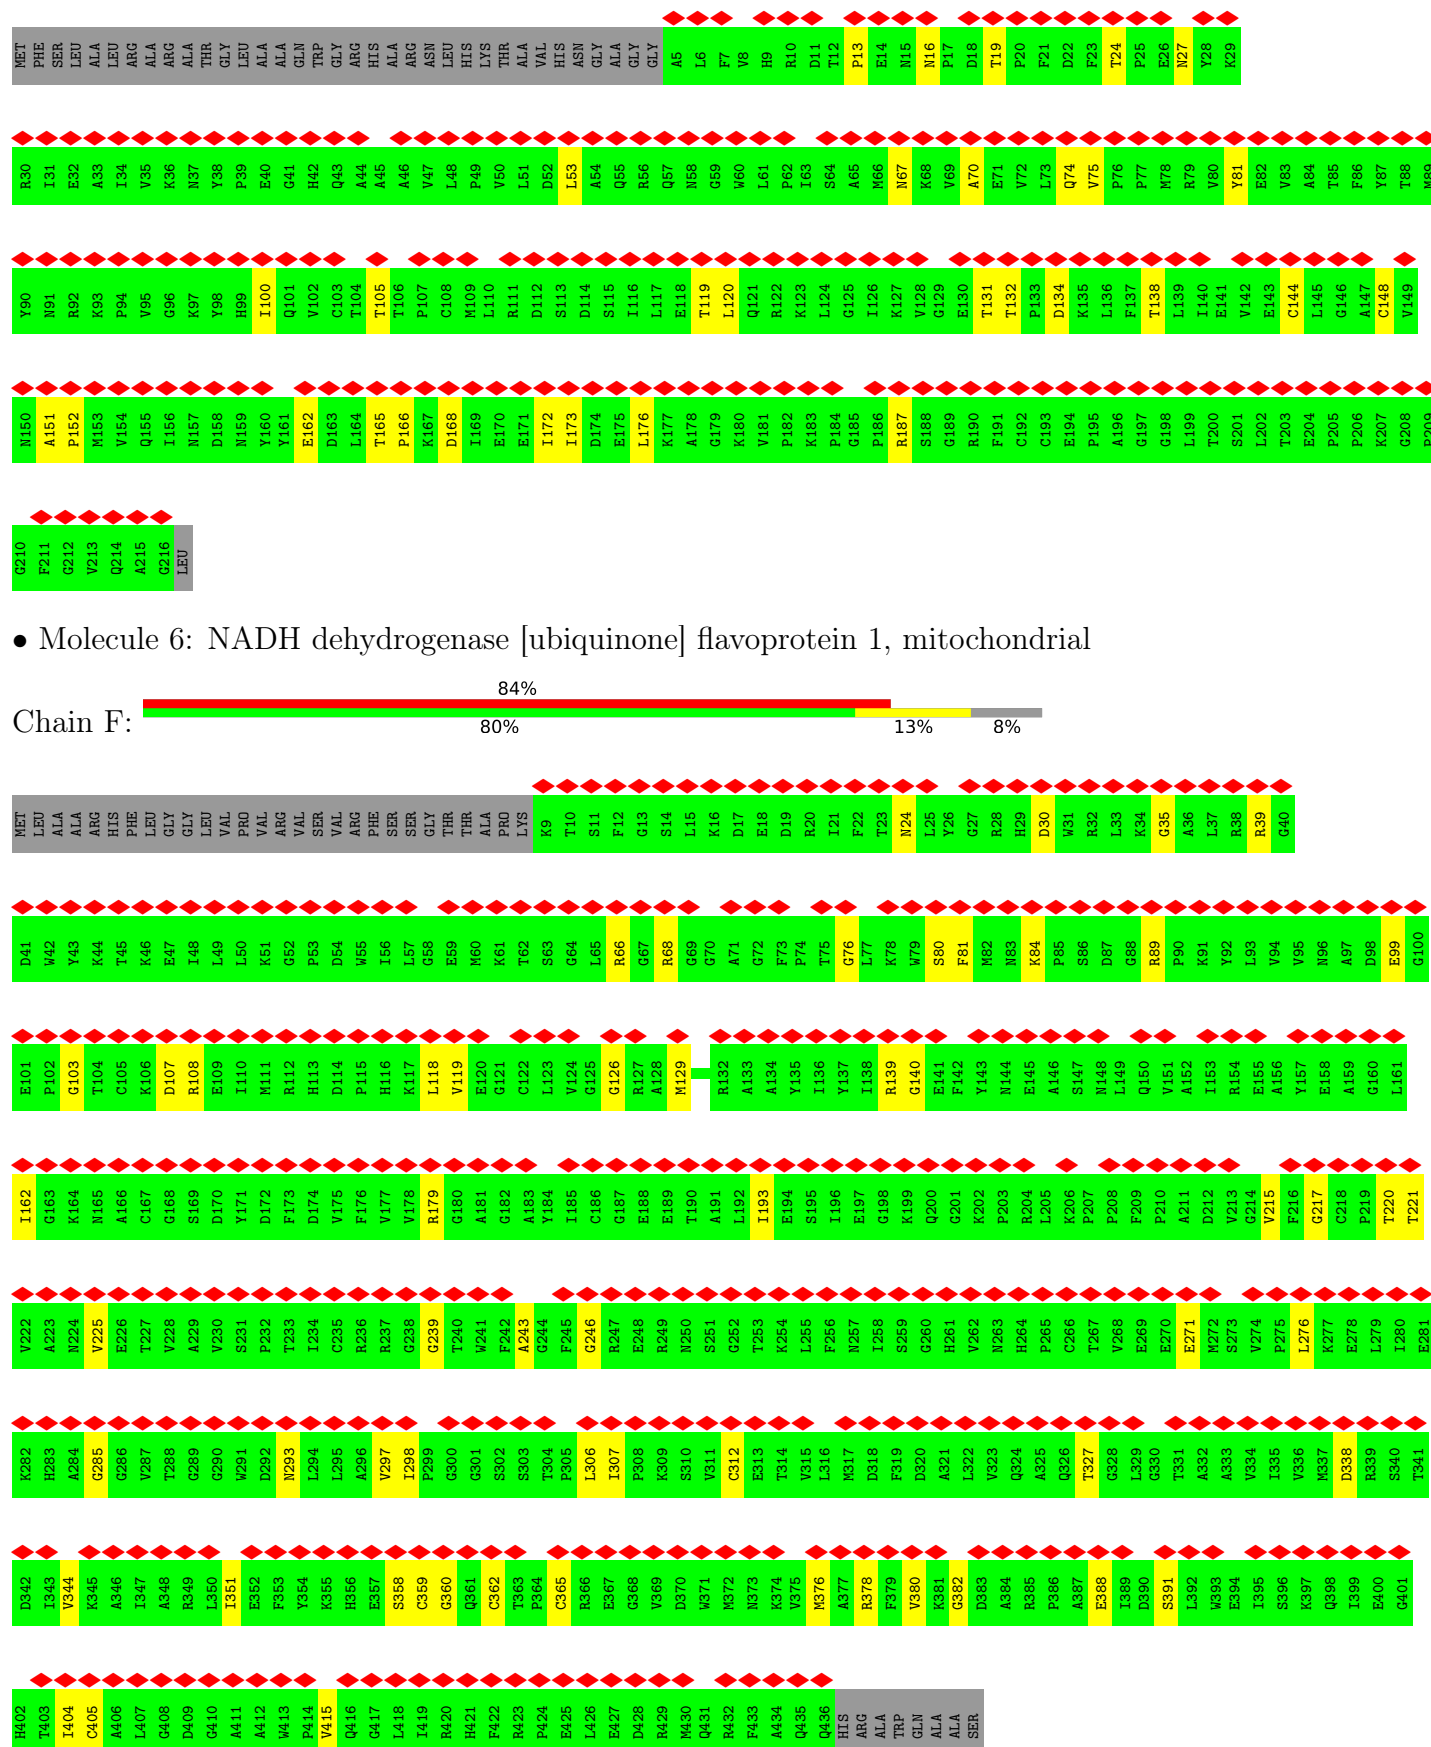 MET PHE SER LEU ALA ALA LEU ARG ALA ARG ALA THR GLY LEU ALA ALA GLN TRP GLY ARG HIS ALA ARG ASN LEU HIS LYS THR ALA VAL HIS ASN GLY ALA GLY GLY A5 L6 F7 V8 H9 R10 D11 T12 P13 E14 N15 N16 P17 D18 T19 P20 F21 D22 F23 T24 P25 E26 N27 Y28 K29
R30 I31 E32 A33 I34 V35 K36 N37 Y38 P39 E40 G41 H42 Q43 A44 A45 A46 V47 L48 P49 V50 L51 D52 L53 A54 Q55 R56 Q57 N58 G59 W60 L61 P62 I63 S64 A65 M66 N67 K68 V69 A70 E71 V72 L73 Q74 V75 P76 P77 M78 R79 V80 Y81 E82 V83 A84 T85 F86 Y87 T88 M89
Y90 N91 R92 K93 P94 V95 G96 K97 Y98 H99 I100 Q101 V102 C103 T104 T105 T106 P107 C108 M109 L110 R111 D112 S113 D114 S115 I116 L117 E118 T119 L120 Q121 R122 K123 L124 G125 I126 K127 V128 G129 E130 T131 T132 P133 D134 K135 L136 F137 T138 L139 I140 E141 V142 E143 C144 L145 G146 A147 C148 V149
N150 A151 P152 M153 V154 Q155 I156 N157 D158 N159 Y160 Y161 E162 D163 L164 T165 P166 K167 D168 I169 E170 E171 I172 I173 D174 E175 L176 K177 A178 G179 K180 V181 P182 K183 P184 G185 P186 R187 S188 G189 R190 F191 C192 C193 E194 P195 A196 G197 G198 L199 T200 S201 L202 T203 E204 P205 P206 K207 G208 P209
G210 F211 G212 V213 Q214 A215 G216 LEU
• Molecule 6: NADH dehydrogenase [ubiquinone] flavoprotein 1, mitochondrial
84%
Chain F:
80% 13% 8%
MET LEU ALA ALA ARG HIS PHE LEU GLY GLY LEU VAL PRO VAL ARG VAL SER VAL ARG PHE SER SER GLY THR THR ALA PRO LYS K9 T10 S11 F12 G13 S14 L15 K16 D17 E18 D19 R20 I21 F22 T23 N24 L25 Y26 G27 R28 H29 D30 W31 R32 L33 K34 G35 A36 L37 R38 R39 G40
D41 W42 Y43 K44 T45 K46 E47 I48 L49 L50 K51 G52 P53 D54 W55 I56 L57 G58 E59 M60 K61 T62 S63 G64 L65 R66 G67 R68 G69 G70 A71 G72 F73 P74 T75 G76 L77 K78 W79 S80 F81 M82 N83 K84 P85 S86 D87 G88 R89 P90 K91 Y92 L93 V94 V95 N96 A97 D98 E99 G100
E101 P102 G103 T104 C105 K106 D107 R108 E109 I110 M111 R112 H113 D114 P115 H116 K117 L118 V119 E120 G121 C122 L123 V124 G125 G126 R127 A128 M129 R132 A133 A134 Y135 I136 Y137 I138 R139 G140 E141 F142 Y143 N144 E145 A146 S147 N148 L149 Q150 V151 A152 I153 R154 E155 A156 Y157 E158 A159 G160 L161
I162 G163 K164 N165 A166 C167 G168 S169 D170 Y171 D172 F173 D174 V175 F176 V177 V178 R179 G180 A181 G182 A183 Y184 I185 C186 G187 E188 E189 T190 A191 L192 I193 E194 S195 I196 E197 G198 K199 Q200 G201 K202 P203 R204 L205 K206 P207 P208 F209 P210 A211 D212 V213 G214 V215 F216 G217 C218 P219 T220 T221
V222 A223 N224 V225 E226 T227 V228 A229 V230 S231 P232 T233 I234 C235 R236 R237 G238 G239 T240 W241 F242 A243 G244 F245 G246 R247 E248 R249 N250 S251 G252 T253 K254 L255 F256 N257 I258 S259 G260 H261 V262 N263 H264 P265 C266 T267 V268 E269 E270 E271 M272 S273 V274 P275 L276 K277 E278 L279 I280 E281
K282 H283 A284 G285 G286 V287 T288 G289 G290 W291 D292 N293 L294 L295 A296 V297 I298 P299 G300 G301 S302 S303 T304 P305 L306 I307 P308 K309 S310 V311 C312 E313 T314 V315 L316 M317 D318 F319 D320 A321 L322 V323 Q324 A325 Q326 T327 G328 L329 G330 T331 A332 A333 V334 I335 V336 M337 D338 R339 S340 T341
D342 I343 V344 K345 A346 I347 A348 R349 L350 I351 E352 F353 Y354 K355 H356 E357 S358 C359 G360 Q361 C362 T363 P364 C365 R366 E367 G368 V369 D370 W371 M372 N373 K374 V375 M376 A377 R378 F379 V380 K381 G382 D383 A384 R385 P386 A387 E388 I389 D390 S391 L392 W393 E394 I395 S396 K397 Q398 I399 E400 G401
H402 T403 I404 C405 A406 L407 G408 D409 G410 A411 A412 W413 P414 V415 Q416 G417 L418 I419 R420 H421 F422 R423 P424 E425 L426 E427 D428 R429 M430 Q431 R432 F433 A434 Q435 Q436 HIS ARG ALA TRP GLN ALA ALA SER